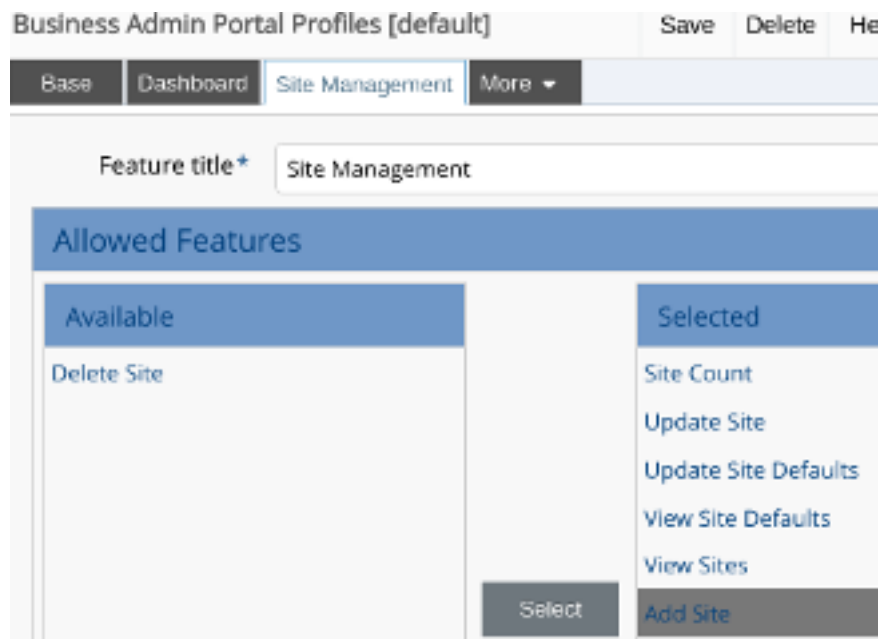 Business Admin Portal Profiles [default] Save Delete He
Base Dashboard Site Management More
Feature title* Site Management
Allowed Features
Available Selected
Delete Site Site Count
Update Site
Update Site Defaults
View Site Defaults
View Sites
Select Add Site